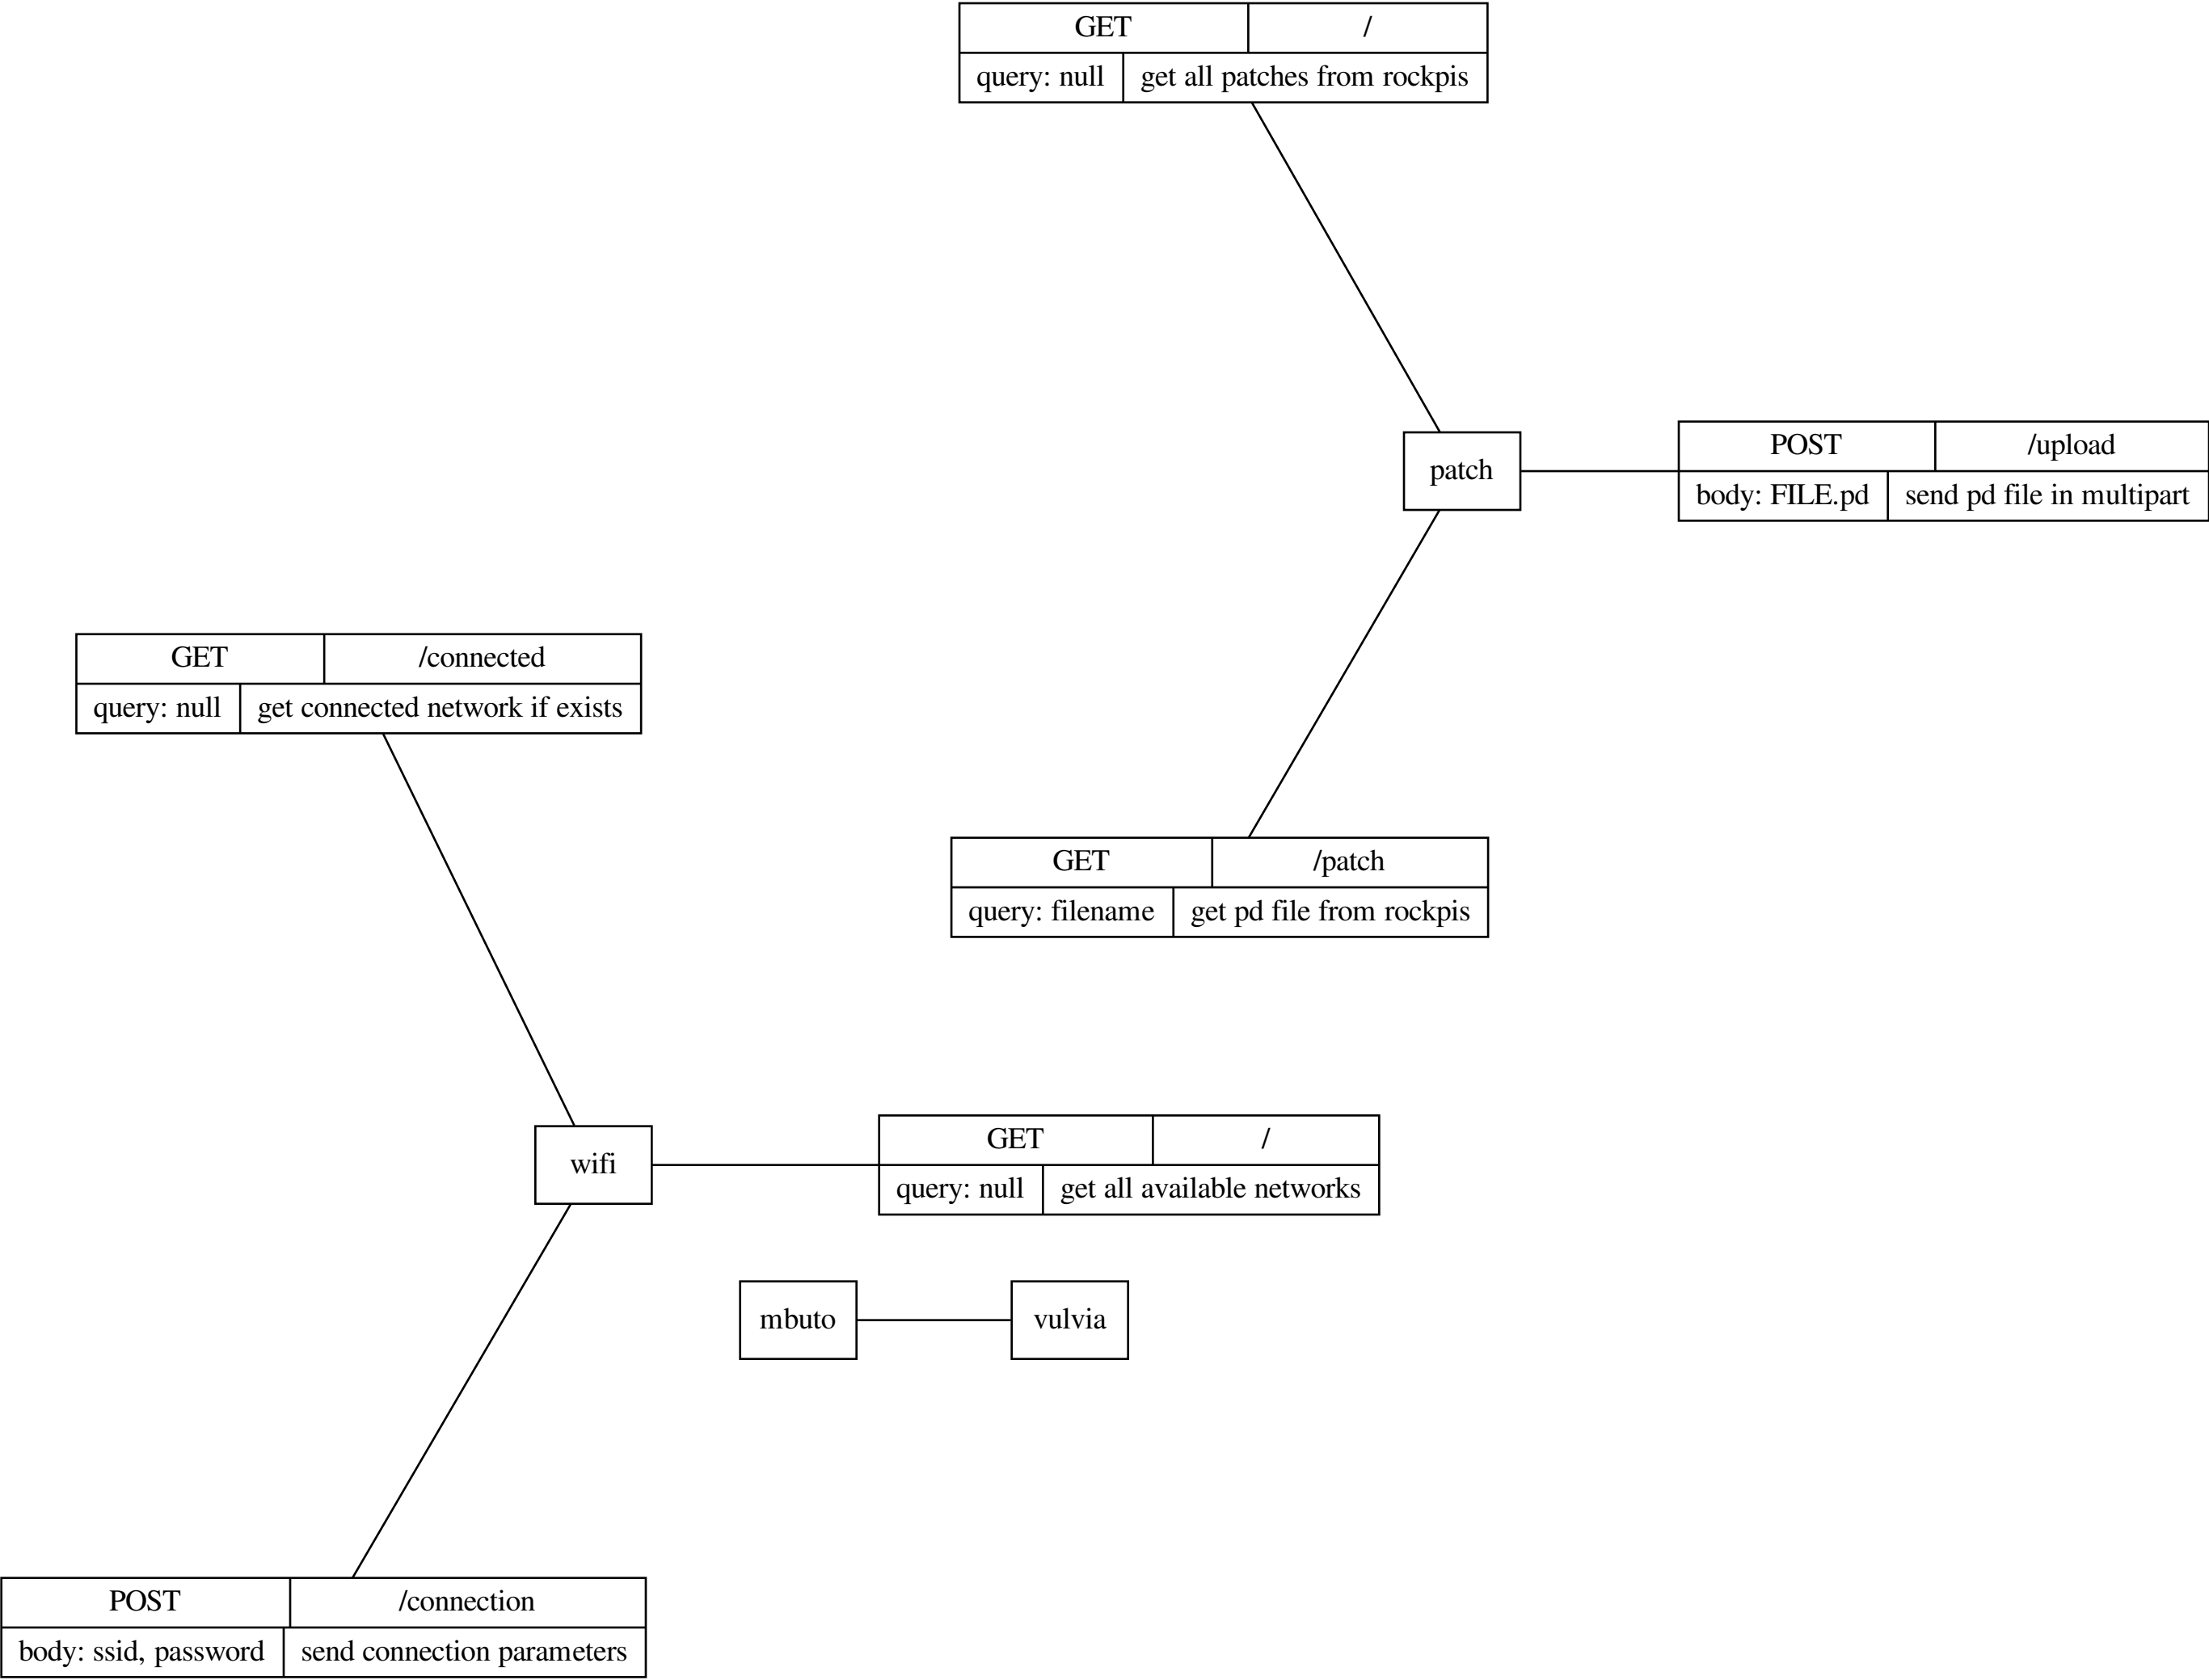 GET /
query: null get all patches from rockpis
patch
POST /upload
body: FILE.pd send pd file in multipart
GET /connected
query: null get connected network if exists
GET /patch
query: filename get pd file from rockpis
wifi
GET /
query: null get all available networks
mbuto vulvia
POST /connection
body: ssid, password send connection parameters